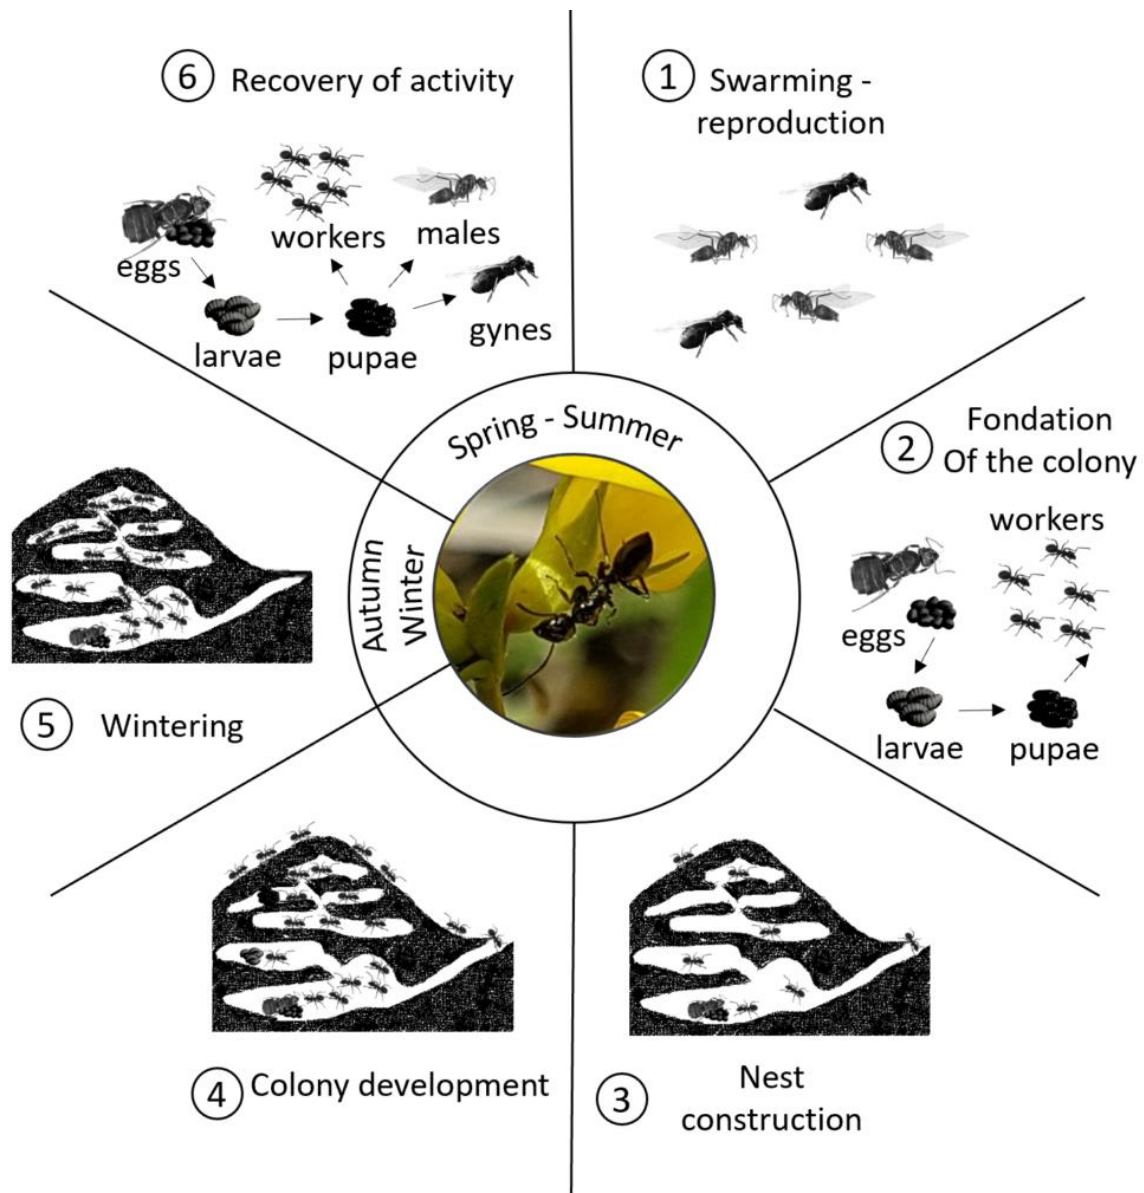 6 Recovery of activity
eggs
workers
males
larvae
pupae
gynes
1 Swarming -
reproduction
Spring - Summer
Autumn
Winter
2 Fondation
Of the colony
workers
eggs
larvae
pupae
5 Wintering
4 Colony development
3 Nest
construction